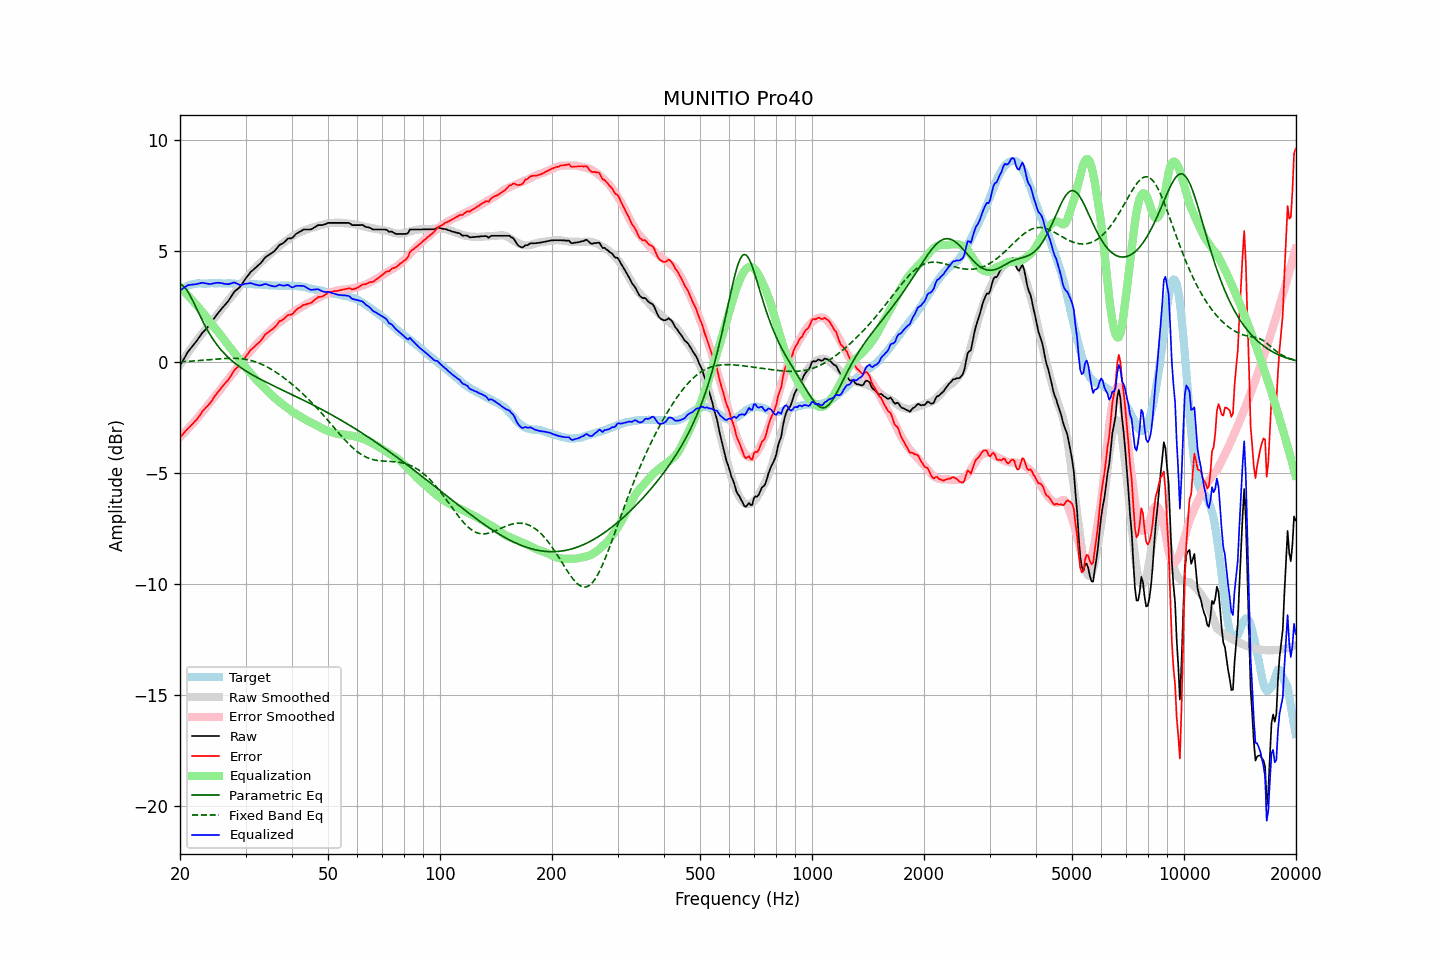 MUNITIO Pro40
Amplitude (dBr)
10
5
0
−5
−10
−15
−20
Target
Raw Smoothed
Error Smoothed
Raw
Error
Equalization
Parametric Eq
Fixed Band Eq
Equalized
20 50 100 200 500 1000 2000 5000 10000 20000
Frequency (Hz)